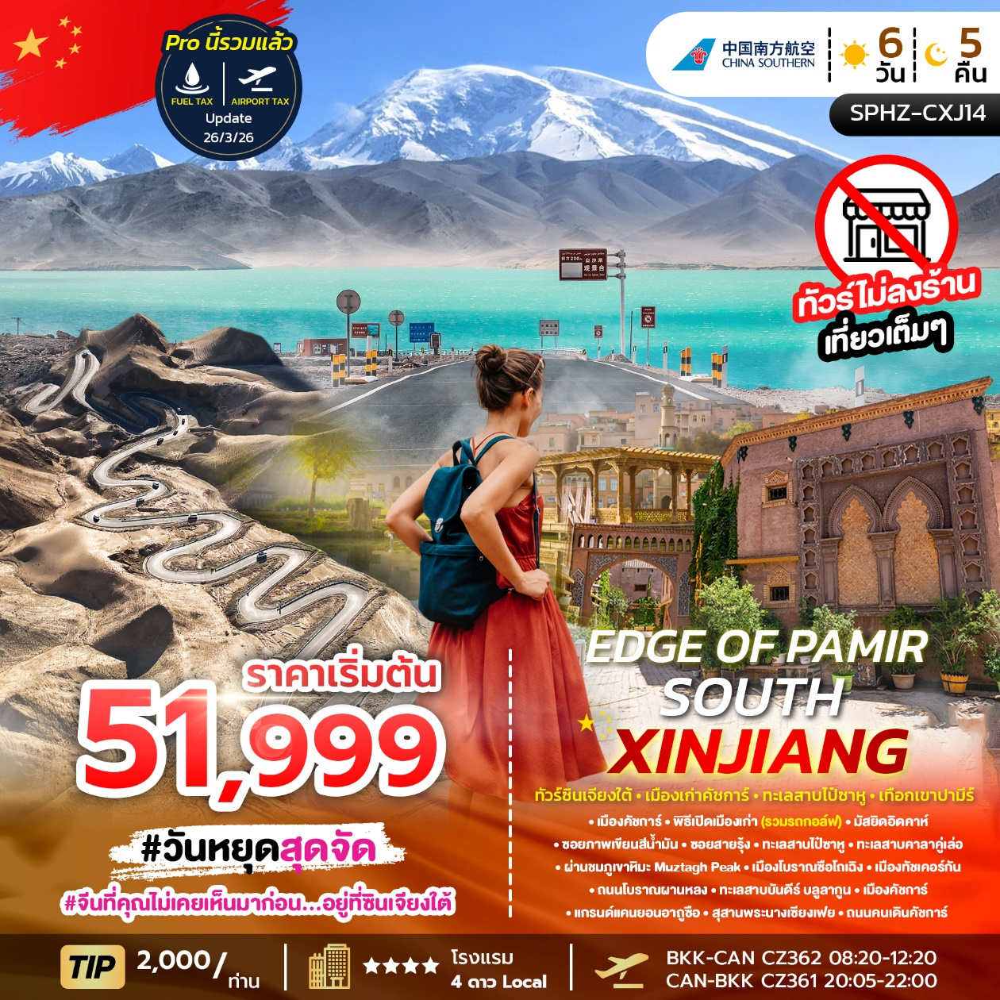 Pro นี้รวมแล้ว
FUEL TAX
AIRPORT TAX
Update
26/3/26
中国南方航空
CHINA SOUTHERN
6
วัน
5
คืน
SPHZ-CXJ14
ทัวร์ไม่ลงร้าน
เที่ยวเต็มๆ
EDGE OF PAMIR
SOUTH
XINJIANG
ทัวร์ซินเจียงใต้ • เมืองเก่าคัชการ์ • ทะเลสาบไป๋ซาหู • เทือกเขาปามีร์
• เมืองคัชการ์ • พิธีเปิดเมืองเก่า (รวมรถกอล์ฟ) • มัสยิดอิดคาห์
• ซอยภาพเขียนสีน้ำมัน • ซอยสายรุ้ง • ทะเลสาบไป๋ซาหู • ทะเลสาบคาลาคู่เล่อ
• ผ่านชมภูเขาหิมะ Muztagh Peak • เมืองโบราณซือโถเฉิง • เมืองทัชเคอร์กัน
• ถนนโบราณผานหลง • ทะเลสาบบันดีร์ บลูลากูน • เมืองคัชการ์
• แกรนด์แคนยอนอาถูซือ • สุสานพระนางเซียงเฟย • ถนนคนเดินคัชการ์
ราคาเริ่มต้น
51,999
#วันหยุดสุดจัด
#จีนที่คุณไม่เคยเห็นมาก่อน...อยู่ที่ซินเจียงใต้
TIP 2,000/ท่าน
โรงแรม
4 ดาว Local
BKK-CAN CZ362 08:20-12:20
CAN-BKK CZ361 20:05-22:00